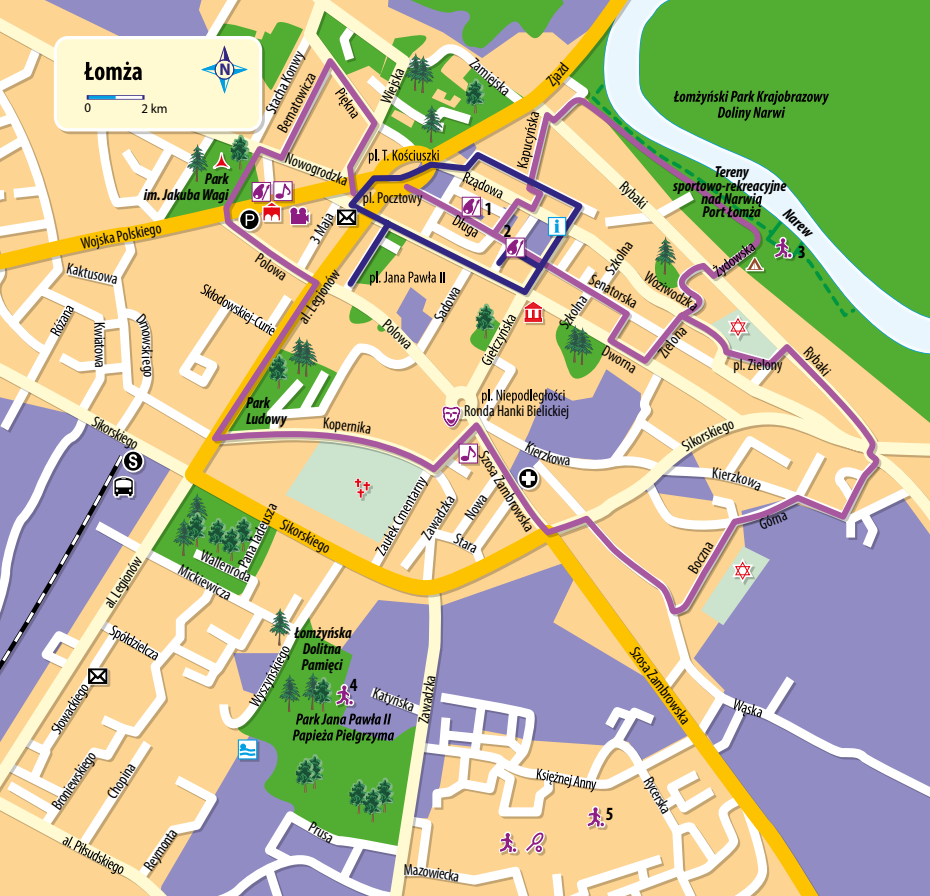 Łomża
N
0 2 km
Stacha Konwy
Bernatowicza
Piękna
Wiejska
Zamiejska
Zjazd
Łomżyński Park Krajobrazowy
Doliny Narwi
Park
im. Jakuba Wagi
Nowogrodzka
pl. T. Kościuszki
pl. Pocztowy
Kapucyńska
Rządowa
Rybaki
Tereny
sportowo-rekreacyjne
nad Narwią
Port Łomża
Narew
1
2
3
i
P
3 Maja
Długa
Wojska Polskiego
Kaktusowa
Polowa
pl. Jana Pawła II
Szkolna
Senatorska
Woziwodzka
Żydowska
Skłodowskiej-Curie
al. Legionów
Sadowa
Polowa
Giełczyńska
Szkolna
Dworna
Zielona
pl. Zielony
Rybaki
Różana
Kwiatowa
Dmowskiego
Park
Ludowy
Kopernika
pl. Niepodległości
Ronda Hanki Bielickiej
Sikorskiego
Sikorskiego
S
Kierzkowa
Kierzkowa
Szosa Zambrowska
Górna
Boczna
Zaułek Cmentarny
Zawadzka
Nowa
Stara
Sikorskiego
Pana Tadeusza
Wallenroda
Mickiewicza
al. Legionów
Spółdzielcza
Słowackiego
Wyszyńskiego
Łomżyńska
Dolitna
Pamięci
4
Katyńska
Zawadzka
Park Jana Pawła II
Papieża Pielgrzyma
Szosa Zambrowska
Wąska
Broniewskiego
Chopina
Księżnej Anny
Rycerska
5
al. Piłsudskiego
Reymonta
Prusa
Mazowiecka